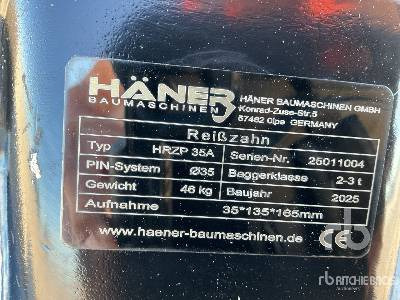 HÄNER
BAUMASCHINEN
HÄNER BAUMASCHINEN GMBH
Konrad-Zuse-Str.5
57462 Olpe GERMANY
Reißzahn
Typ HRZP 35A Serien-Nr. 25011004
PIN-System Ø35 Baggerklasse 2-3 t
Gewicht 46 kg Baujahr 2025
Aufnahme 35*135*165mm
www.haener-baumaschinen.de CE
rb RITCHIE BROS
Auctioneers